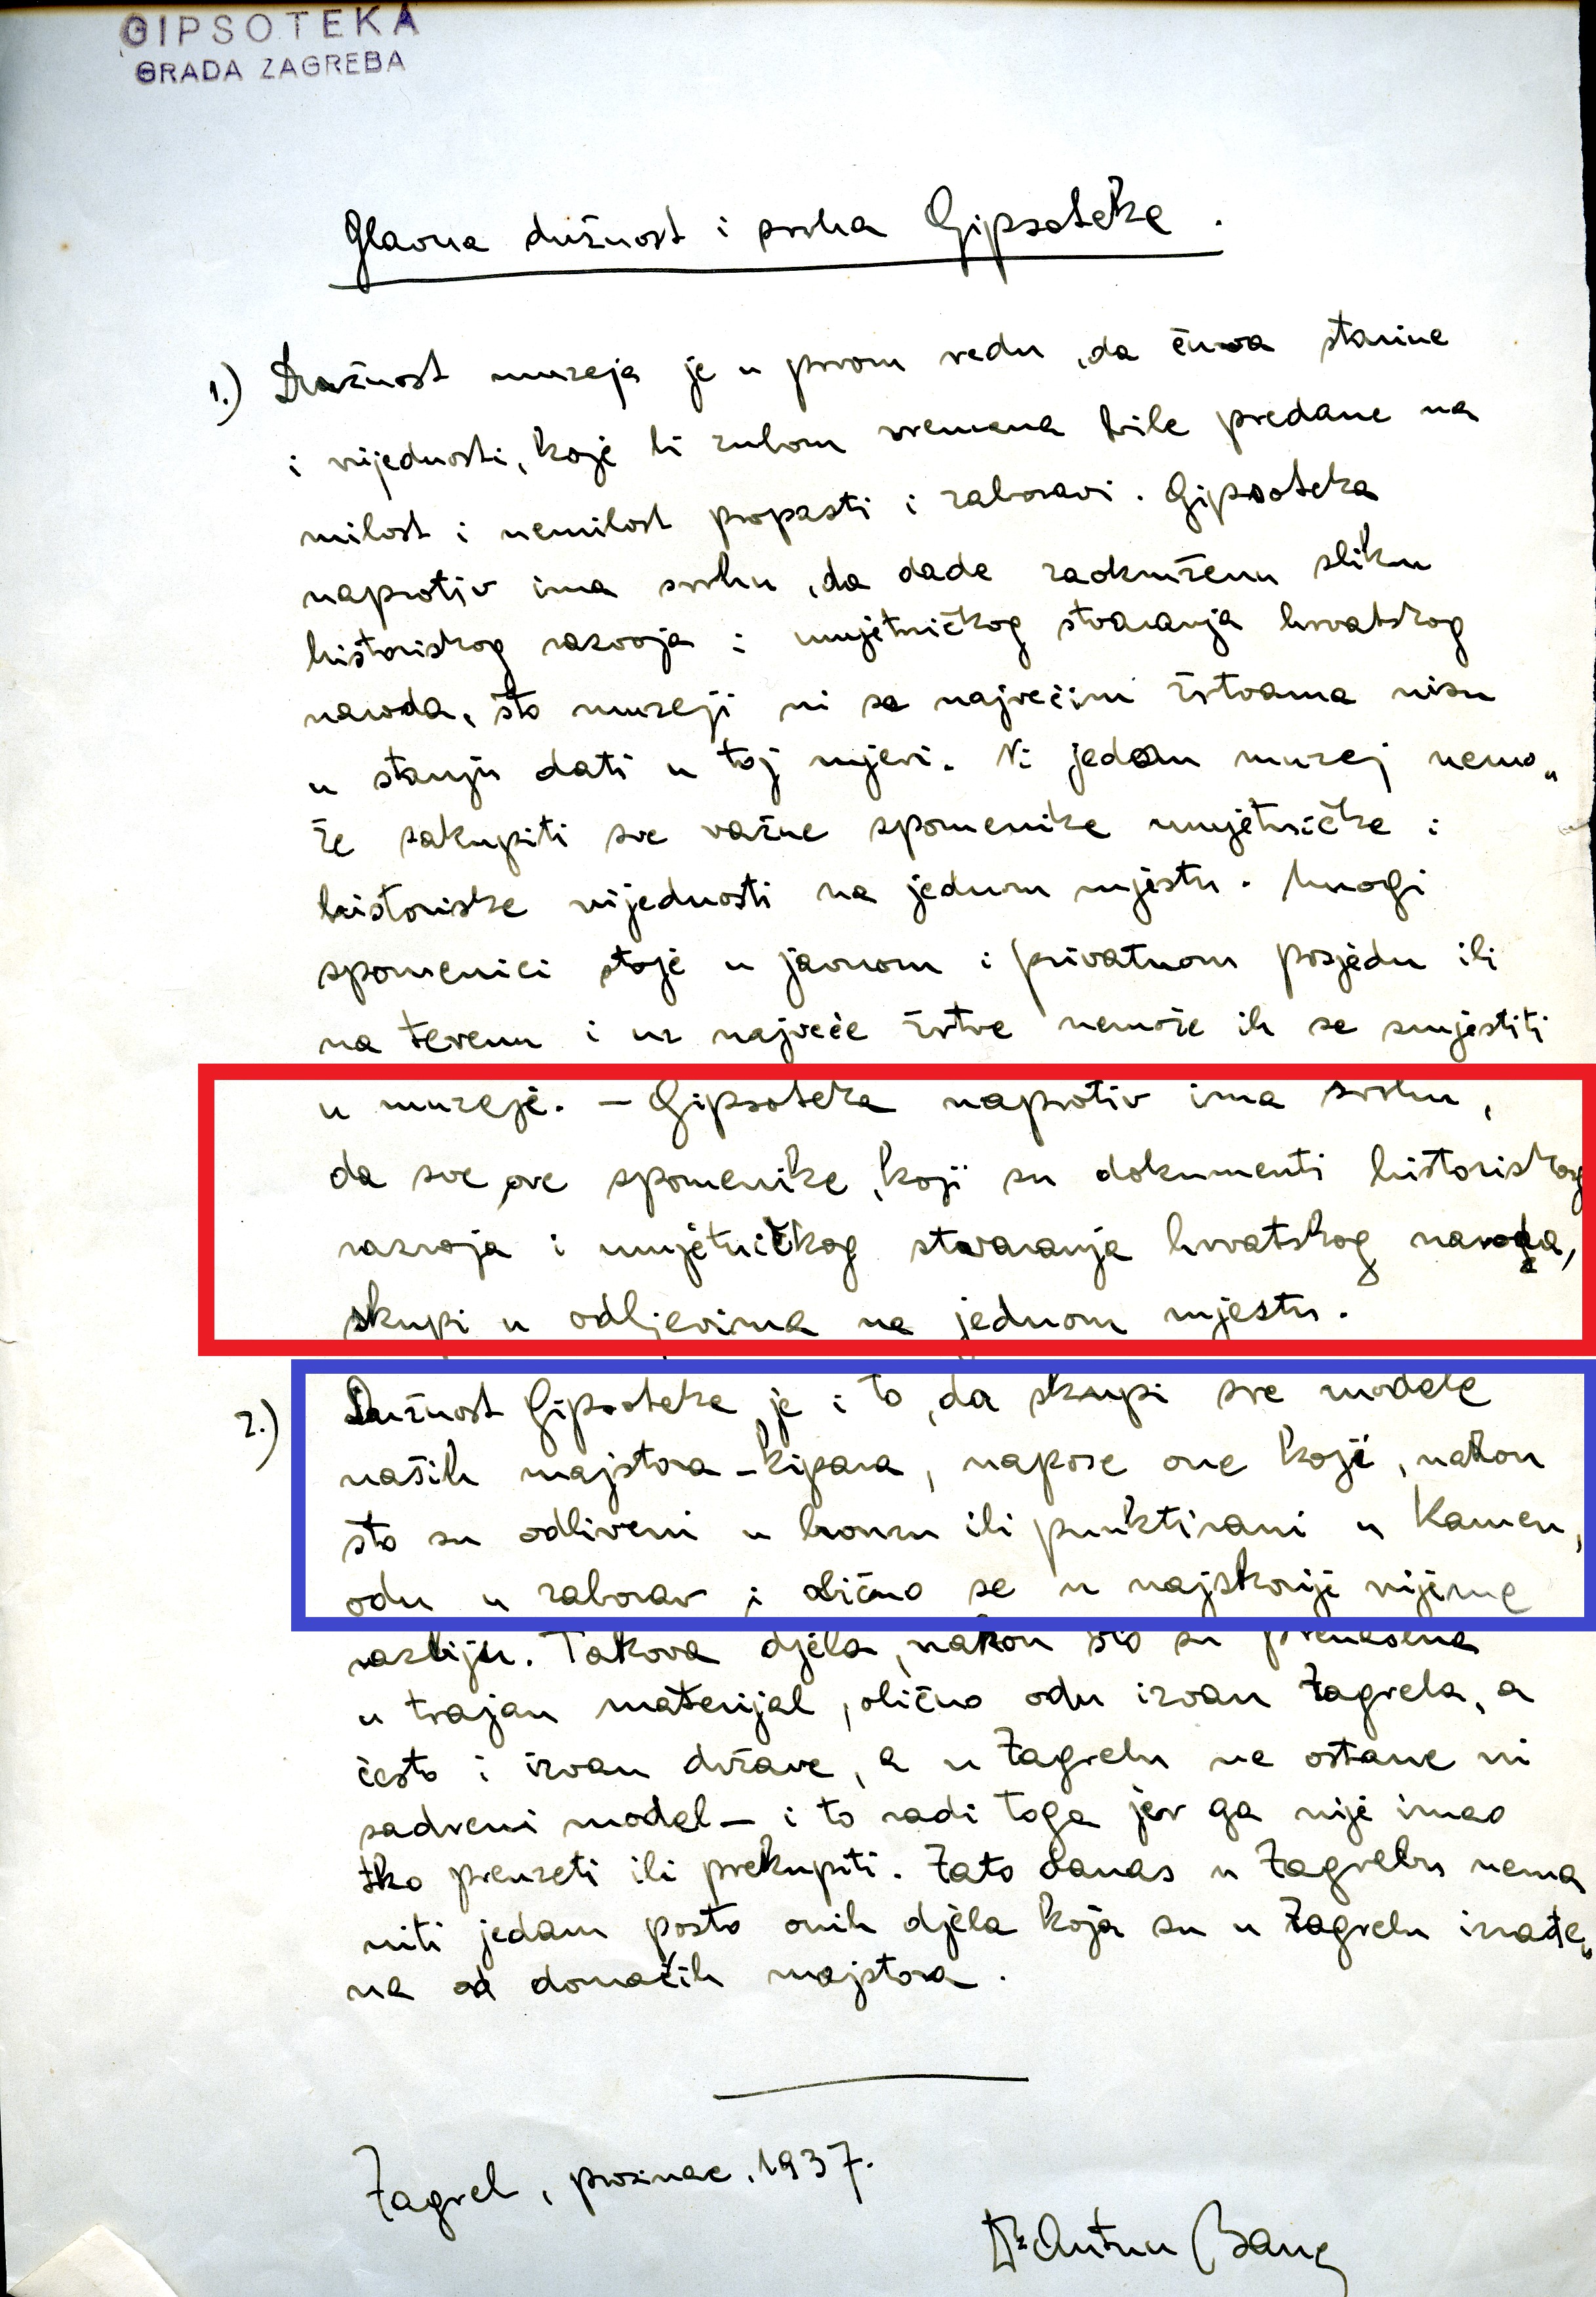 GIPSOTEKA
GRADA ZAGREBA
Glavna dužnost i svrha Gipsoteke.
1.) Dužnost muzeja je u prvom redu, da čuva starine
i vrijednosti, koje bi zubom vremena bile predane na
milost i nemilost propasti i zaboravi. Gipsoteka
naprotiv ima svrhu, da dade zaokruženu sliku
historiskog razvoja i umjetničkog stvaranja hrvatskog
naroda, što muzeji ni sa najvećim žrtvama nisu
u stanju dati u toj mjeri. Ni jedan muzej nemo„
že sakupiti sve važne spomenike umjetničke i
historiske vrijednosti na jednom mjestu. Mnogi
spomenici stoje u javnom i privatnom posjedu ili
na terenu i uz najveće žrtve nemože ih se smjestiti
u muzeje. — Gipsoteka naprotiv ima svrhu,
da sve ove spomenike, koji su dokumenti historiskog
razvoja i umjetničkog stvaranja hrvatskog naroda,
skupi u odljevima na jednom mjestu.
2.) Dužnost Gipsoteke je i to, da skupi sve modele
naših majstora - kipara, napose one koji, nakon
što su odliveni u bronzu ili punktirani u Kamen,
odu u zaborav i obično se u najskorije vrijeme
razbiju. Takova djela, nakon što su prenešena
u trajan materijal, obično odu izvan Zagreba, a
često i izvan države, a u Zagrebu ne ostane ni
sadreni model — i to radi toga jer ga nije imao
tko preuzeti ili prekupiti. Zato danas u Zagrebu nema
niti jedam posto onih djela koja su u Zagrebu izrađe„
na od domaćih majstora.
Zagreb, prosinac, 1937.
Dr Antun Bauer